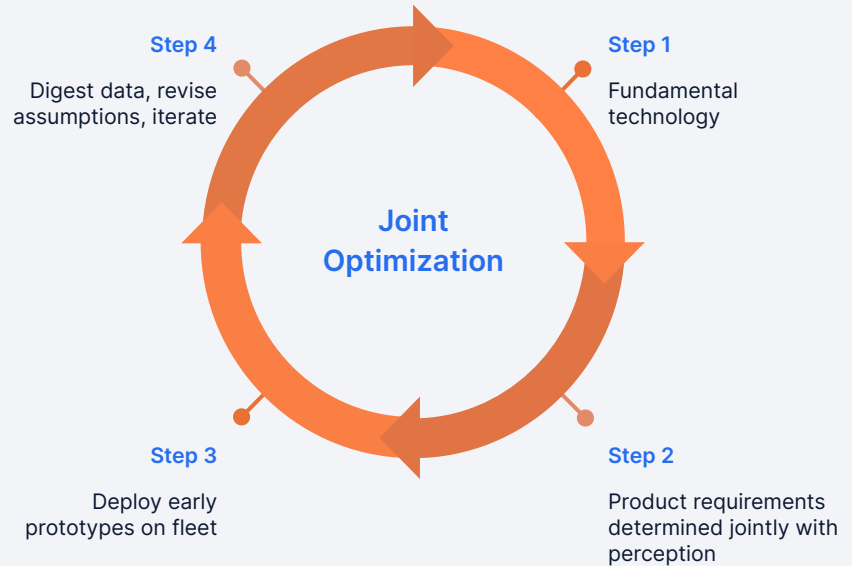 Step 1
Fundamental
technology
Step 2
Product requirements
determined jointly with
perception
Step 3
Deploy early
prototypes on fleet
Step 4
Digest data, revise
assumptions, iterate
Joint
Optimization